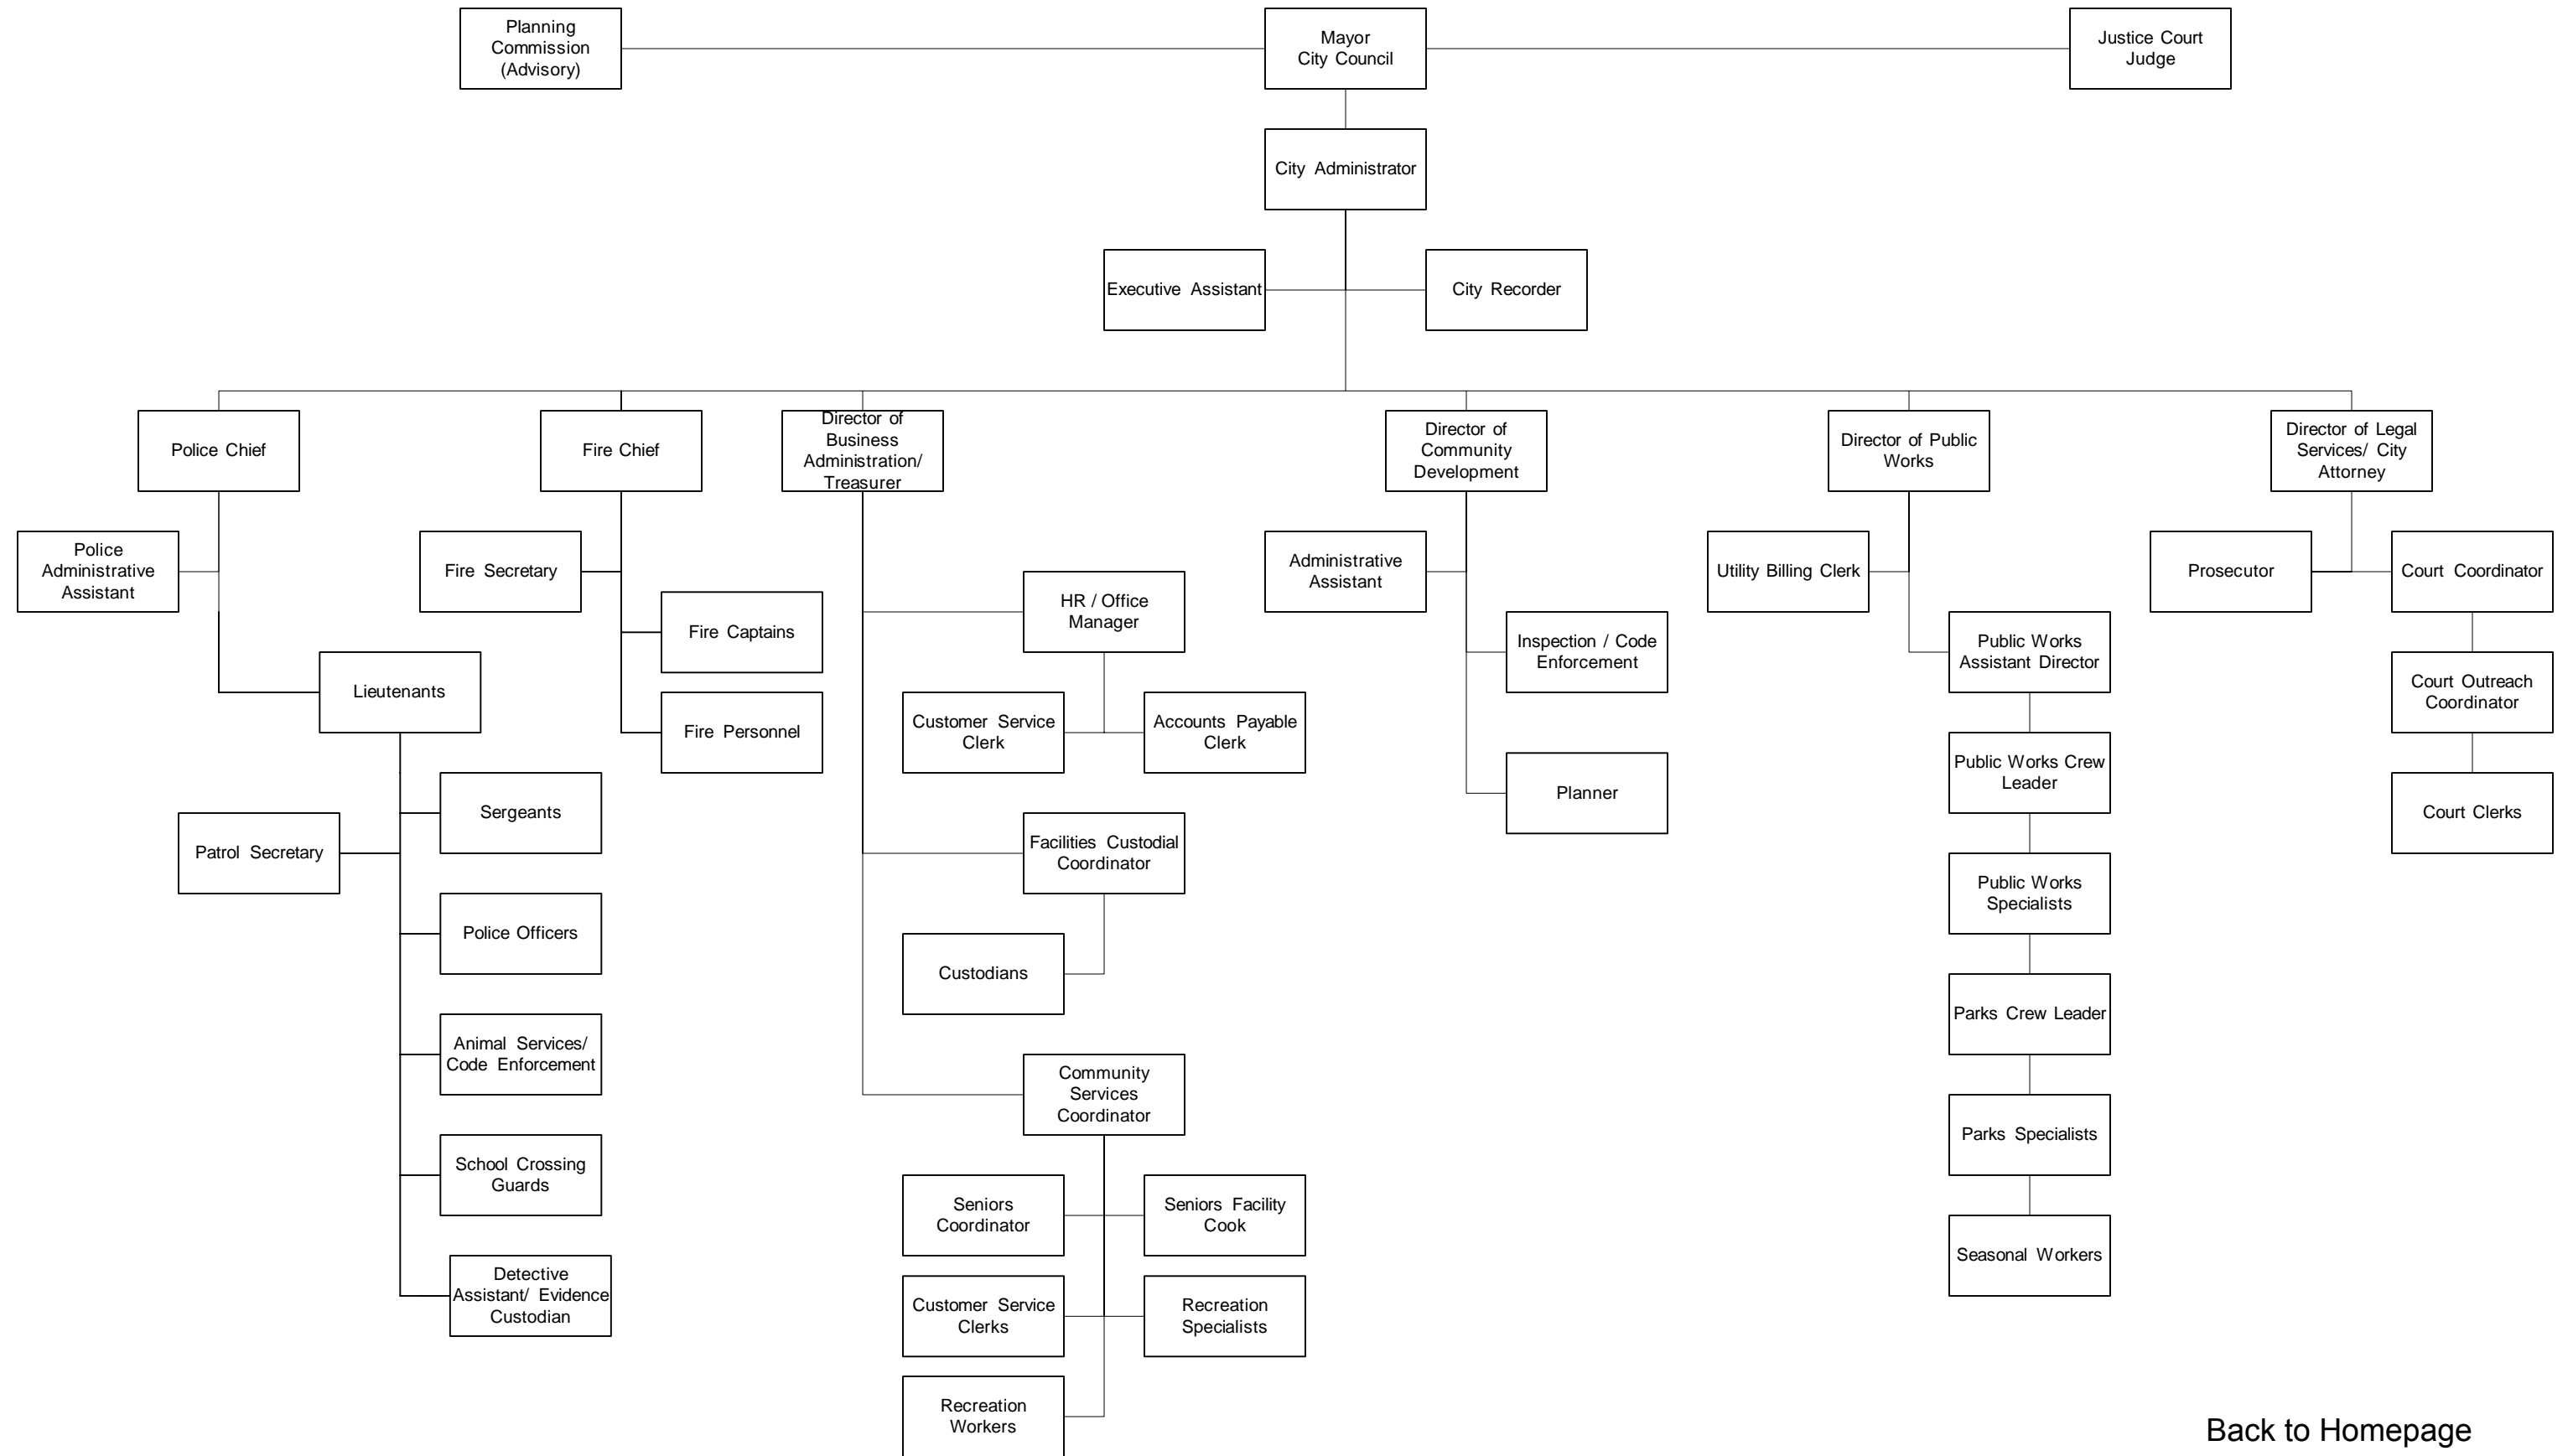 Planning
Commission
(Advisory)
Mayor
City Council
Justice Court
Judge
City Administrator
Executive Assistant
City Recorder
Police Chief
Fire Chief
Director of
Business
Administration/
Treasurer
Director of
Community
Development
Director of Public
Works
Director of Legal
Services/ City
Attorney
Police
Administrative
Assistant
Fire Secretary
HR / Office
Manager
Administrative
Assistant
Utility Billing Clerk
Prosecutor
Court Coordinator
Fire Captains
Inspection / Code
Enforcement
Public Works
Assistant Director
Lieutenants
Court Outreach
Coordinator
Fire Personnel
Customer Service
Clerk
Accounts Payable
Clerk
Public Works Crew
Leader
Planner
Sergeants
Court Clerks
Patrol Secretary
Facilities Custodial
Coordinator
Public Works
Specialists
Police Officers
Custodians
Parks Crew Leader
Animal Services/
Code Enforcement
Community
Services
Coordinator
Parks Specialists
School Crossing
Guards
Seniors
Coordinator
Seniors Facility
Cook
Seasonal Workers
Detective
Assistant/ Evidence
Custodian
Customer Service
Clerks
Recreation
Specialists
Recreation
Workers
Back to Homepage